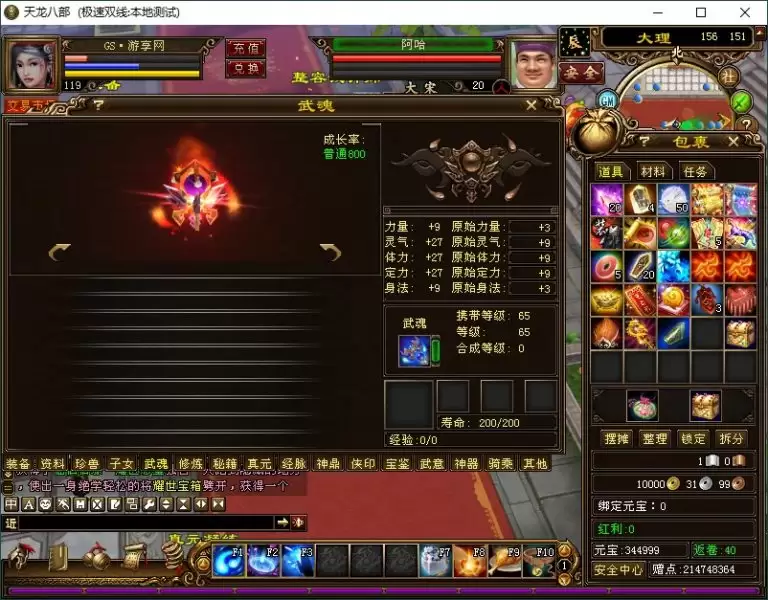 天龙八部 (极速双线:本地测试)
GS·游享网
充值
兑换
119
阿哈
大宋
20
辰
大理
156 151
北
社
安全
GM
?
武魂
成长率:
普通800
力量: +9 原始力量: +3
灵气: +27 原始灵气: +9
体力: +27 原始体力: +9
定力: +27 原始定力: +9
身法: +9 原始身法: +3
武魂
携带等级: 65
等级: 65
合成等级: 0
寿命: 200/200
经验:0/0
装备 资料 珍兽 子女 武魂 修炼 秘籍 真元 经脉 神鼎 侠印 宝鉴 武意 神器 骑乘 其他
,使出一身绝学轻松的将耀世宝箱劈开,获得一个
近
F1 F2 F3 F7 F8 F9 F10
1
? 包裹
道具 材料 任务
20 4 50
5
5 20
3
摆摊 整理 锁定 拆分
1 0
10000 31 99
绑定元宝:0
红利:0
元宝:344999 返卷:40
安全中心 赠点:214748364